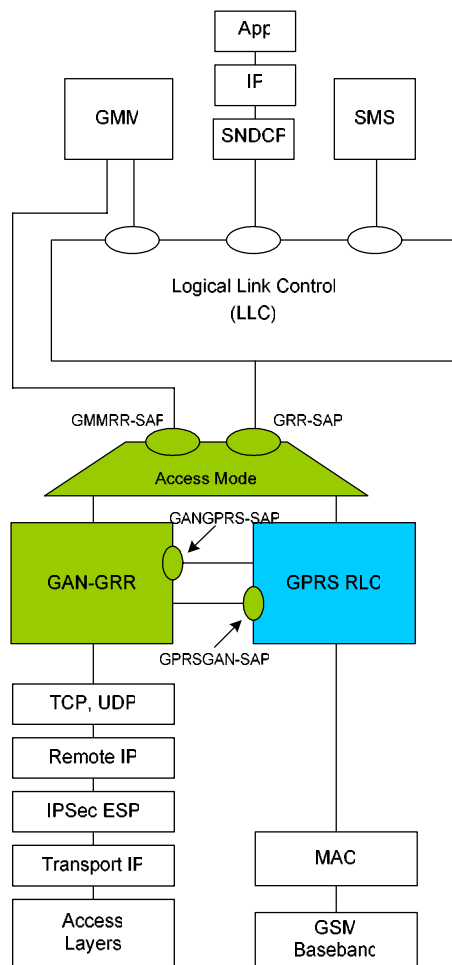 App
IP
GMM
SMS
SNDCP
Logical Link Control
(LLC)
GMMRR-SAP
GRR-SAP
Access Mode
GANGPRS-SAP
GAN-GRR
GPRS RLC
GPRSGAN-SAP
TCP, UDP
Remote IP
IPSec ESP
Transport IP
MAC
Access
Layers
GSM
Baseband